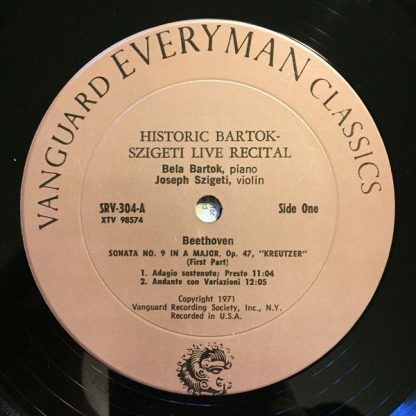 VANGUARD EVERYMAN CLASSICS
HISTORIC BARTOK-
SZIGETI LIVE RECITAL
Bela Bartok, piano
Joseph Szigeti, violin
SRV-304-A
XTV 98574
Side One
Beethoven
SONATA NO. 9 IN A MAJOR, Op. 47, "KREUTZER"
(First Part)
1. Adagio sostenuto; Presto 11:04
2. Andante con Variazioni 12:05
Copyright 1971
Vanguard Recording Society, Inc., N.Y.
Recorded in U.S.A.